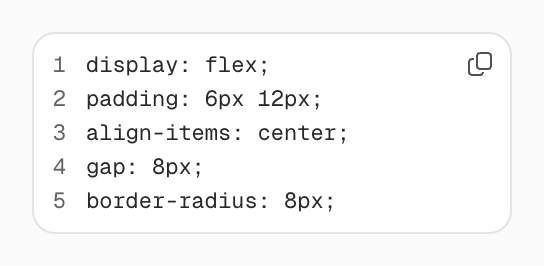 1 display: flex;
2 padding: 6px 12px;
3 align-items: center;
4 gap: 8px;
5 border-radius: 8px;